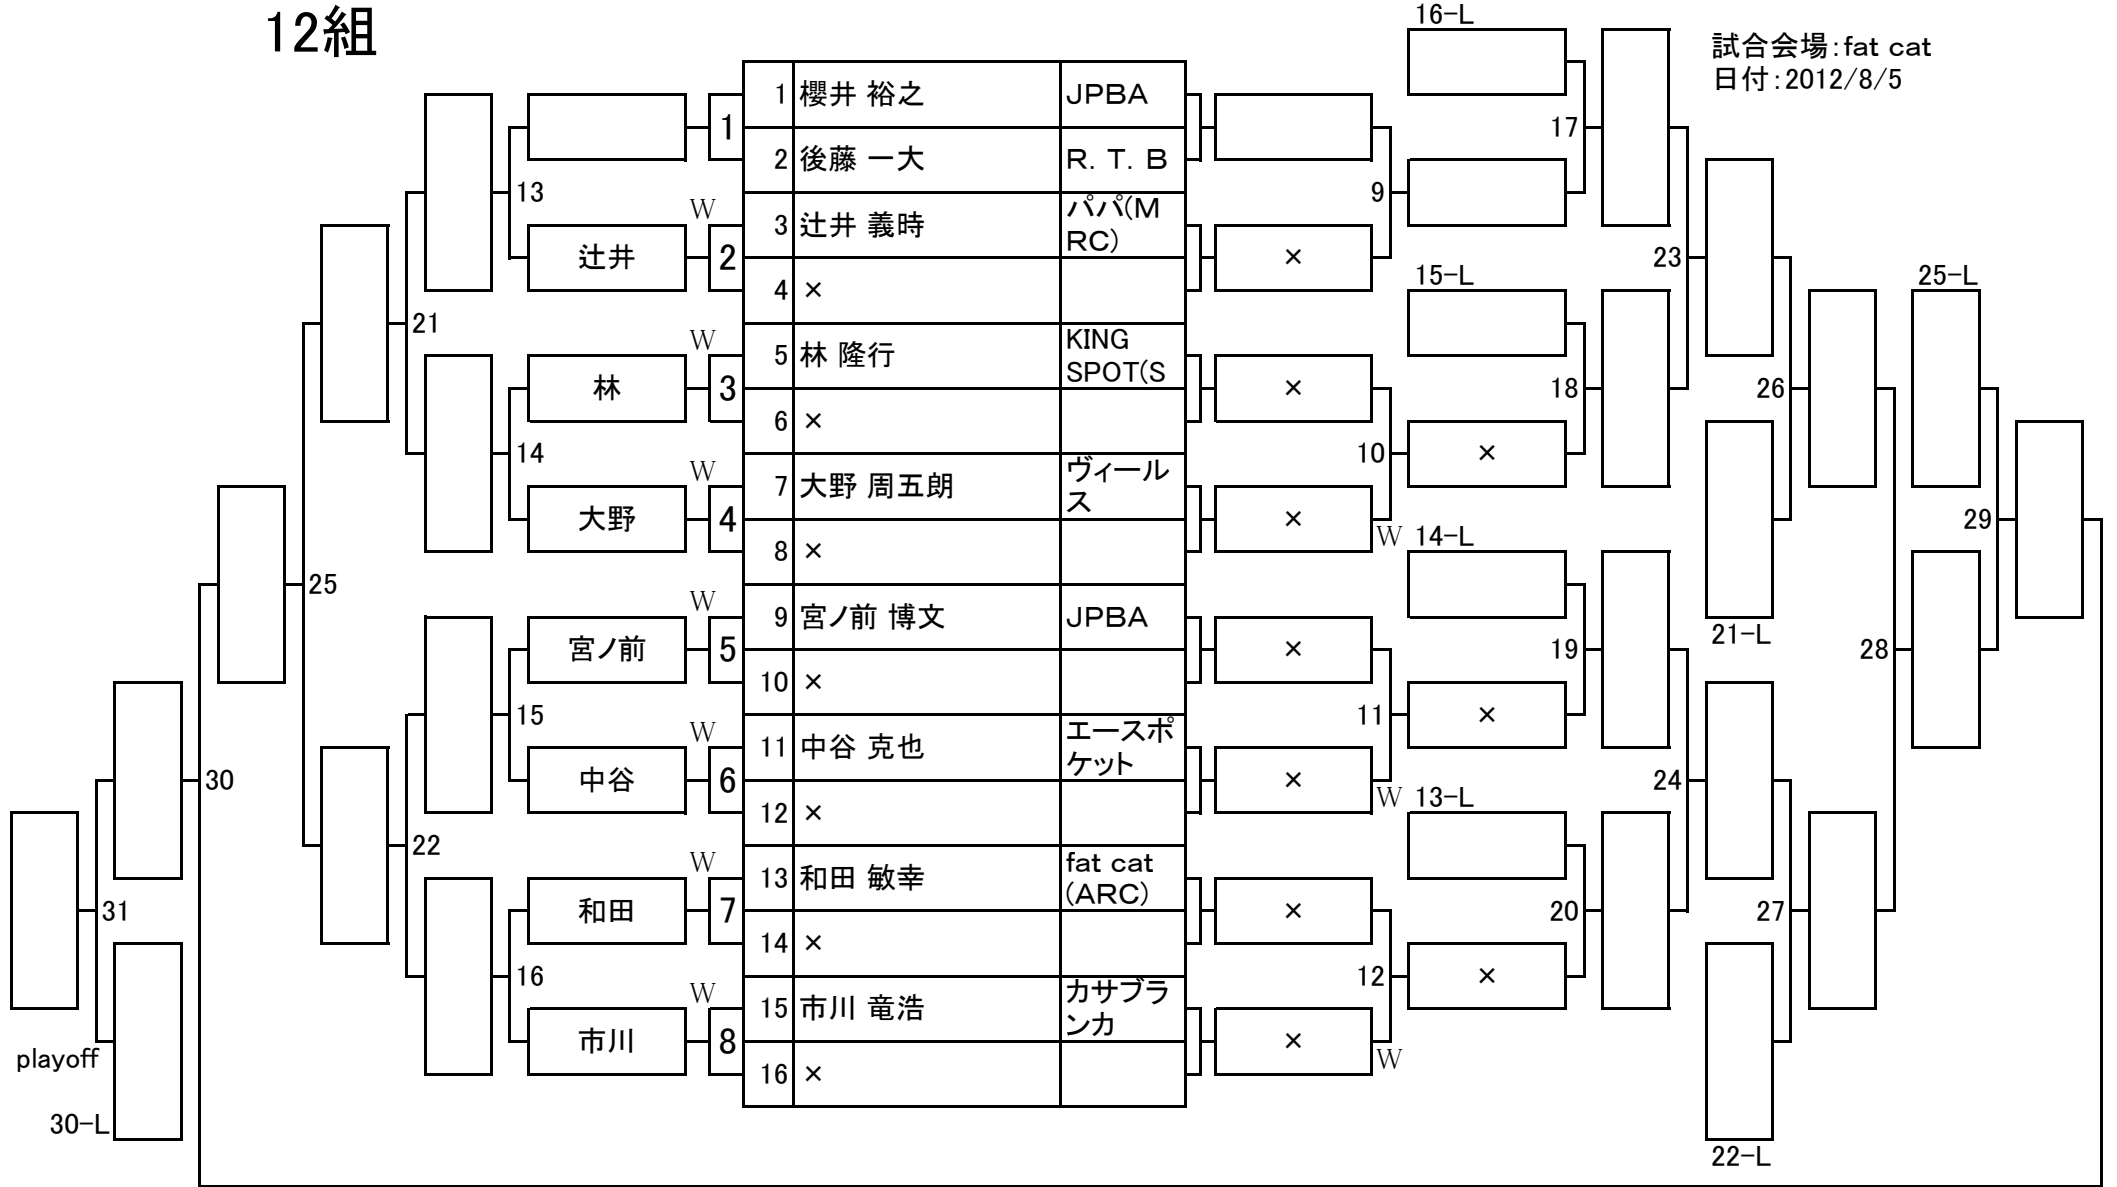 12組
試合会場：fat cat
日付：2012/8/5
1 櫻井 裕之 JPBA
2 後藤 一大 R. T. B
3 辻井 義時 パパ(M
RC)
4 ×
5 林 隆行 KING
SPOT(S
6 ×
7 大野 周五朗 ヴィール
ス
8 ×
9 宮ノ前 博文 JPBA
10 ×
11 中谷 克也 エースポ
ケット
12 ×
13 和田 敏幸 fat cat
(ARC)
14 ×
15 市川 竜浩 カサブラ
ンカ
16 ×
1
W
辻井 2
W
林 3
W
大野 4
W
宮ノ前 5
W
中谷 6
W
和田 7
W
市川 8
13
14
15
16
21
22
25
30
31
playoff
30-L
×
×
×
W
×
×
W
×
×
W
9
10
11
12
16-L
15-L
×
14-L
×
13-L
×
17
18
19
20
23
24
21-L
22-L
26
27
28
25-L
29